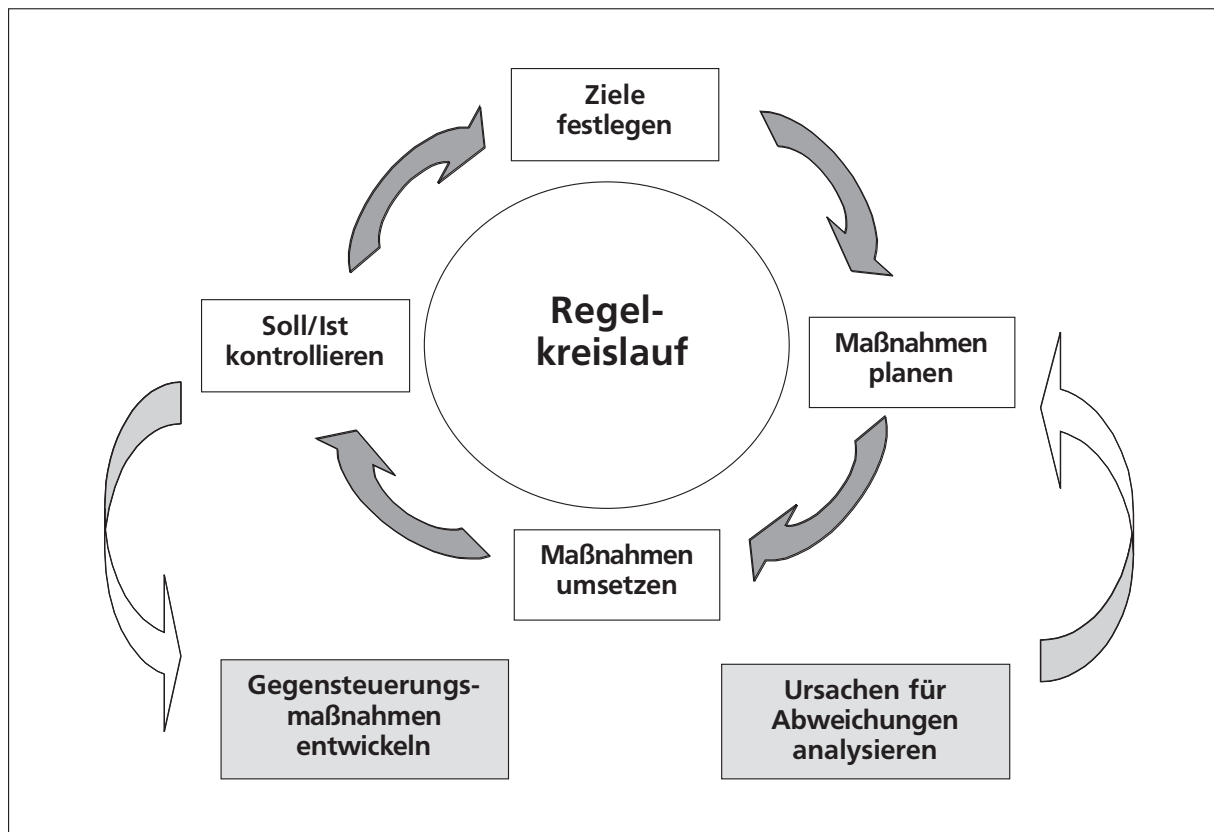 Ziele
festlegen
Soll/Ist
kontrollieren
Regel-
kreislauf
Maßnahmen
planen
Maßnahmen
umsetzen
Gegensteuerungs-
maßnahmen
entwickeln
Ursachen für
Abweichungen
analysieren